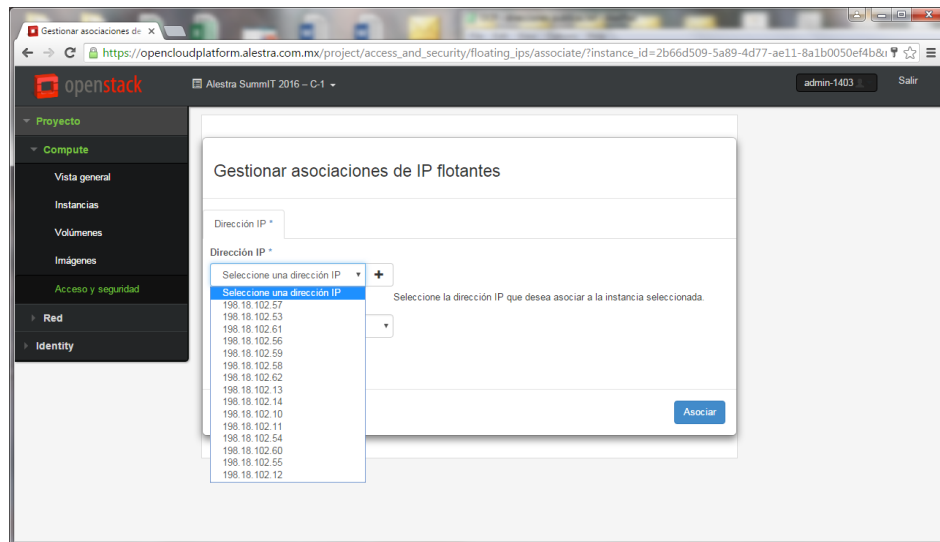 Gestionar asociaciones de
https://opencloudplatform.alestra.com.mx/project/access_and_security/floating_ips/associate/?instance_id=2b66d509-5a89-4d77-ae11-8a1b0050ef4b&
openstack
Alestra SummIT 2016 – C-1
admin-1403
Salir
Proyecto
Compute
Vista general
Instancias
Volúmenes
Imágenes
Acceso y seguridad
Red
Identity
Gestionar asociaciones de IP flotantes
Dirección IP *
Dirección IP *
Seleccione una dirección IP
Seleccione una dirección IP
198.18.102.57
198.18.102.53
198.18.102.61
198.18.102.56
198.18.102.59
198.18.102.58
198.18.102.62
198.18.102.13
198.18.102.14
198.18.102.10
198.18.102.11
198.18.102.54
198.18.102.60
198.18.102.55
198.18.102.12
Seleccione la dirección IP que desea asociar a la instancia seleccionada.
Asociar